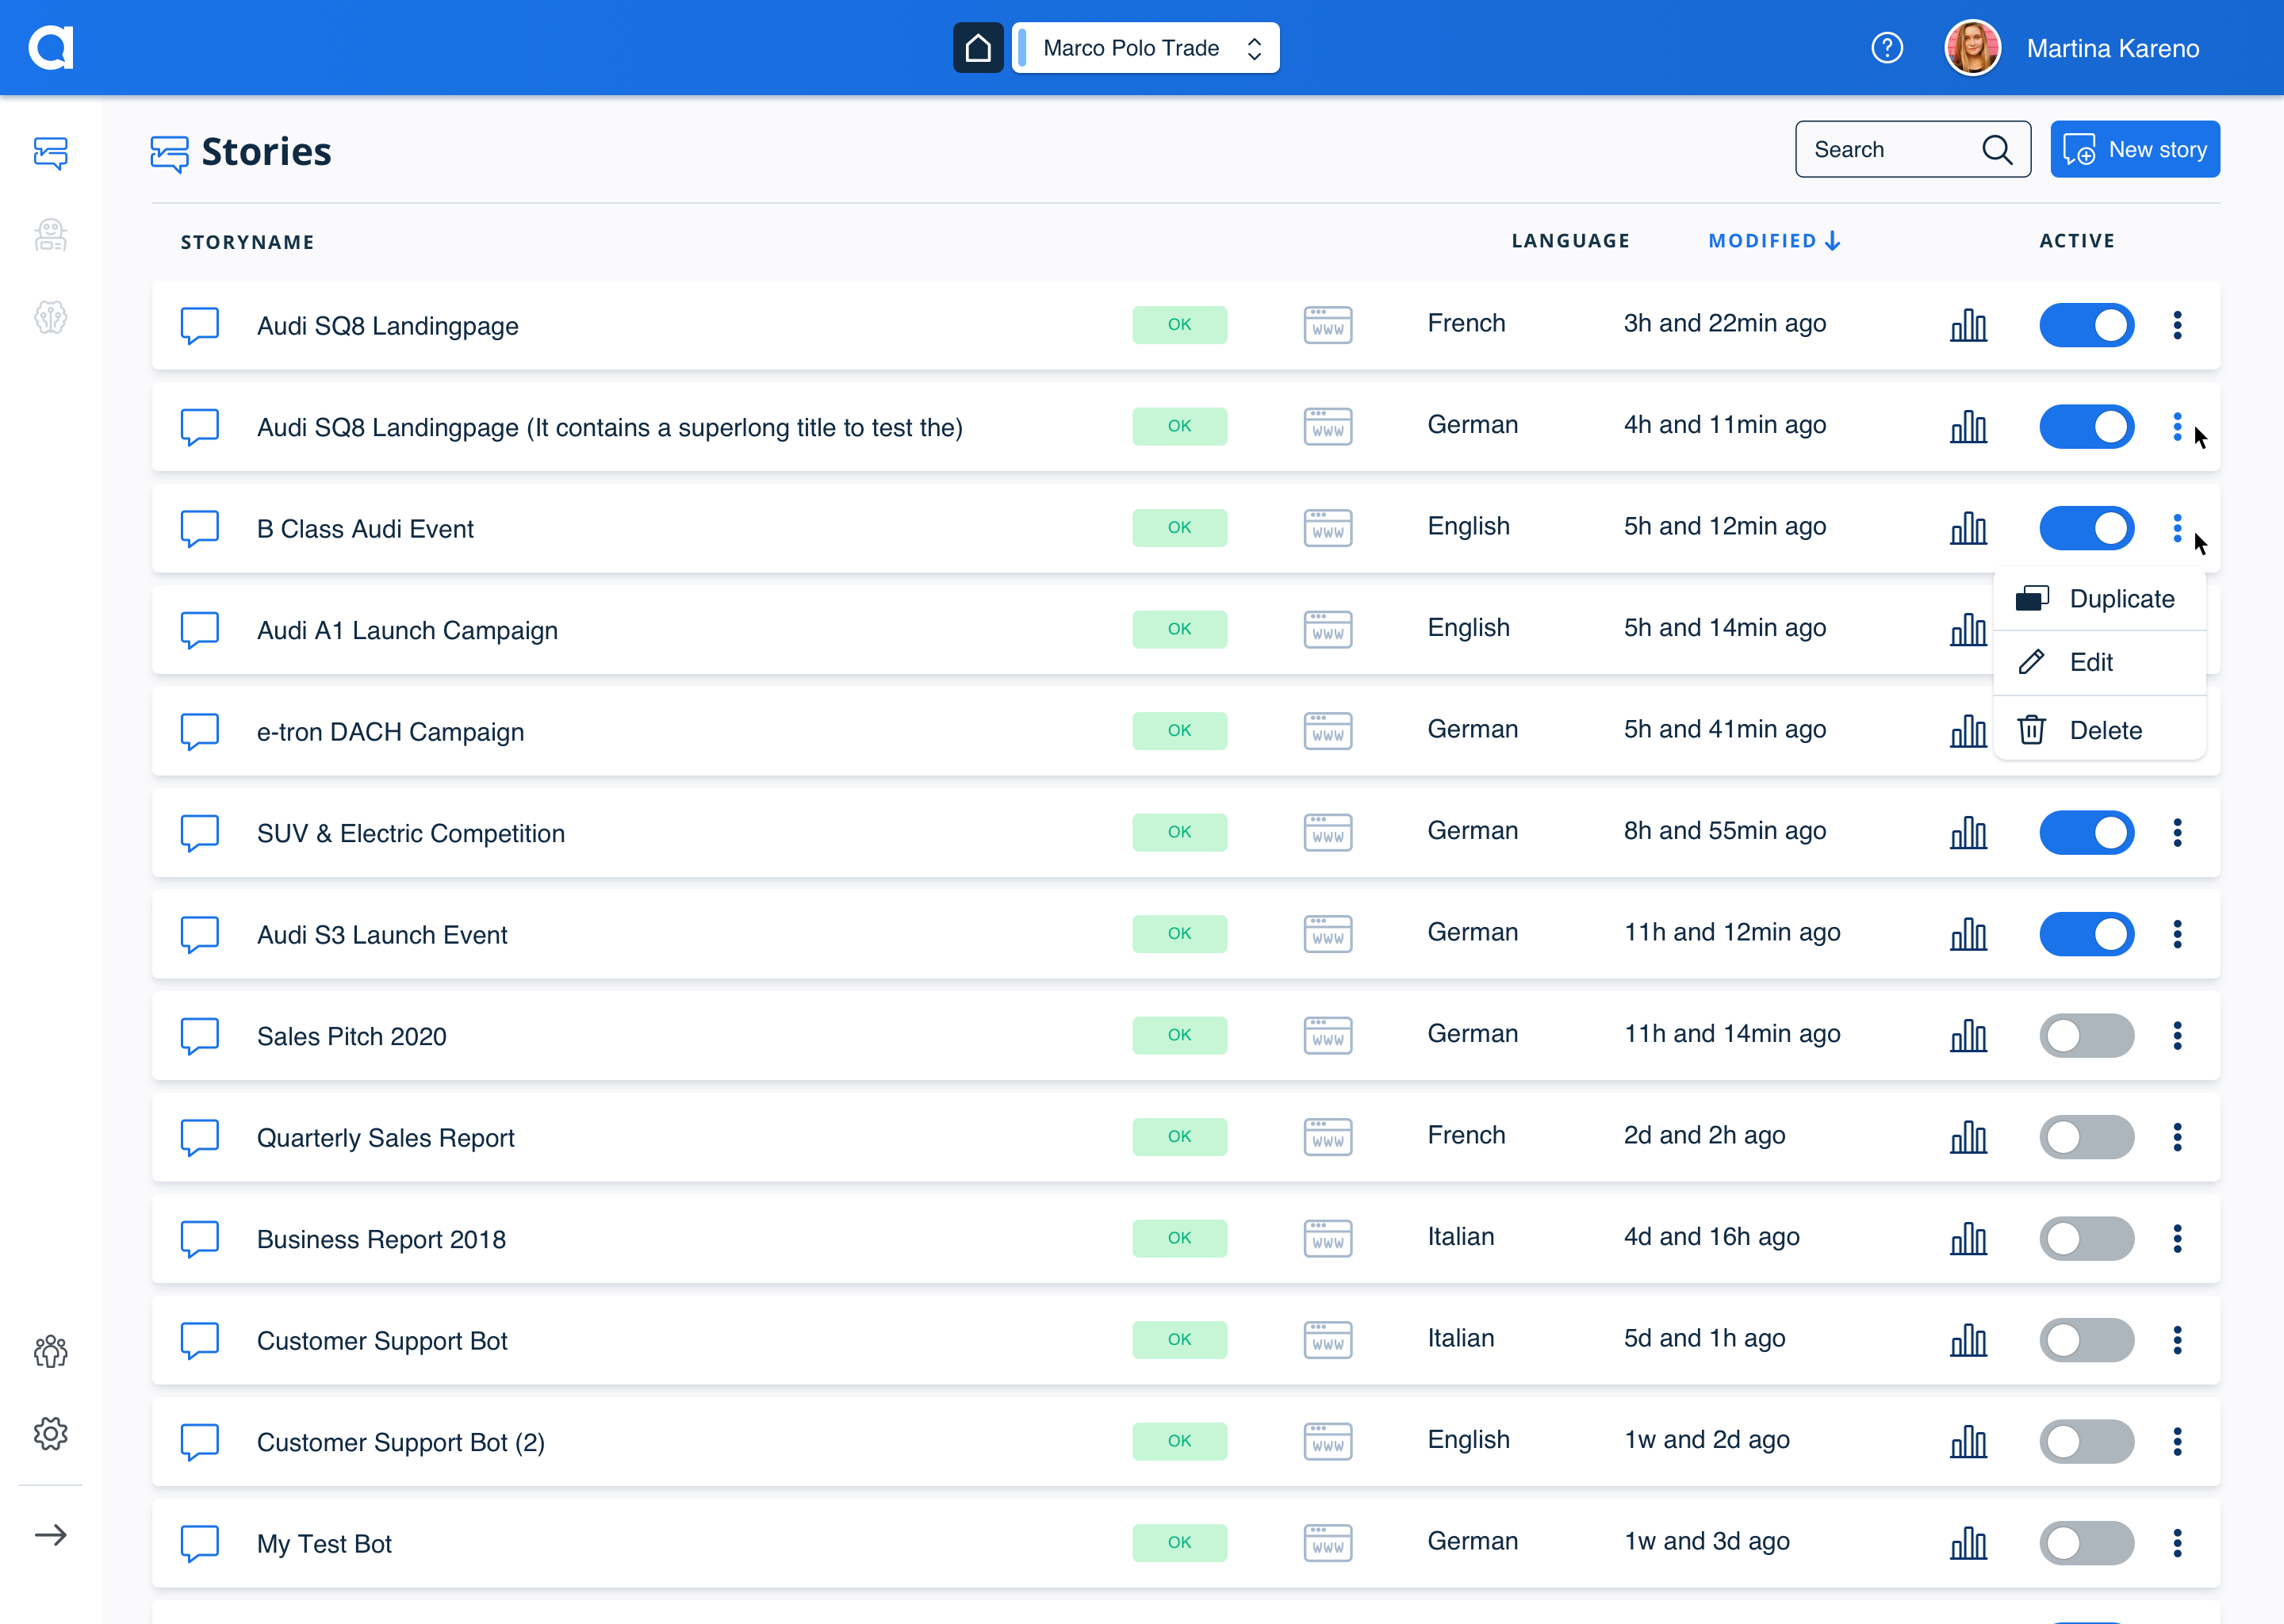 Marco Polo Trade
Martina Kareno
Stories
Search
New story
STORYNAME LANGUAGE MODIFIED ACTIVE
Audi SQ8 Landingpage OK WWW French 3h and 22min ago
Audi SQ8 Landingpage (It contains a superlong title to test the) OK WWW German 4h and 11min ago
B Class Audi Event OK WWW English 5h and 12min ago
Audi A1 Launch Campaign OK WWW English 5h and 14min ago
e-tron DACH Campaign OK WWW German 5h and 41min ago
Duplicate
Edit
Delete
SUV & Electric Competition OK WWW German 8h and 55min ago
Audi S3 Launch Event OK WWW German 11h and 12min ago
Sales Pitch 2020 OK WWW German 11h and 14min ago
Quarterly Sales Report OK WWW French 2d and 2h ago
Business Report 2018 OK WWW Italian 4d and 16h ago
Customer Support Bot OK WWW Italian 5d and 1h ago
Customer Support Bot (2) OK WWW English 1w and 2d ago
My Test Bot OK WWW German 1w and 3d ago